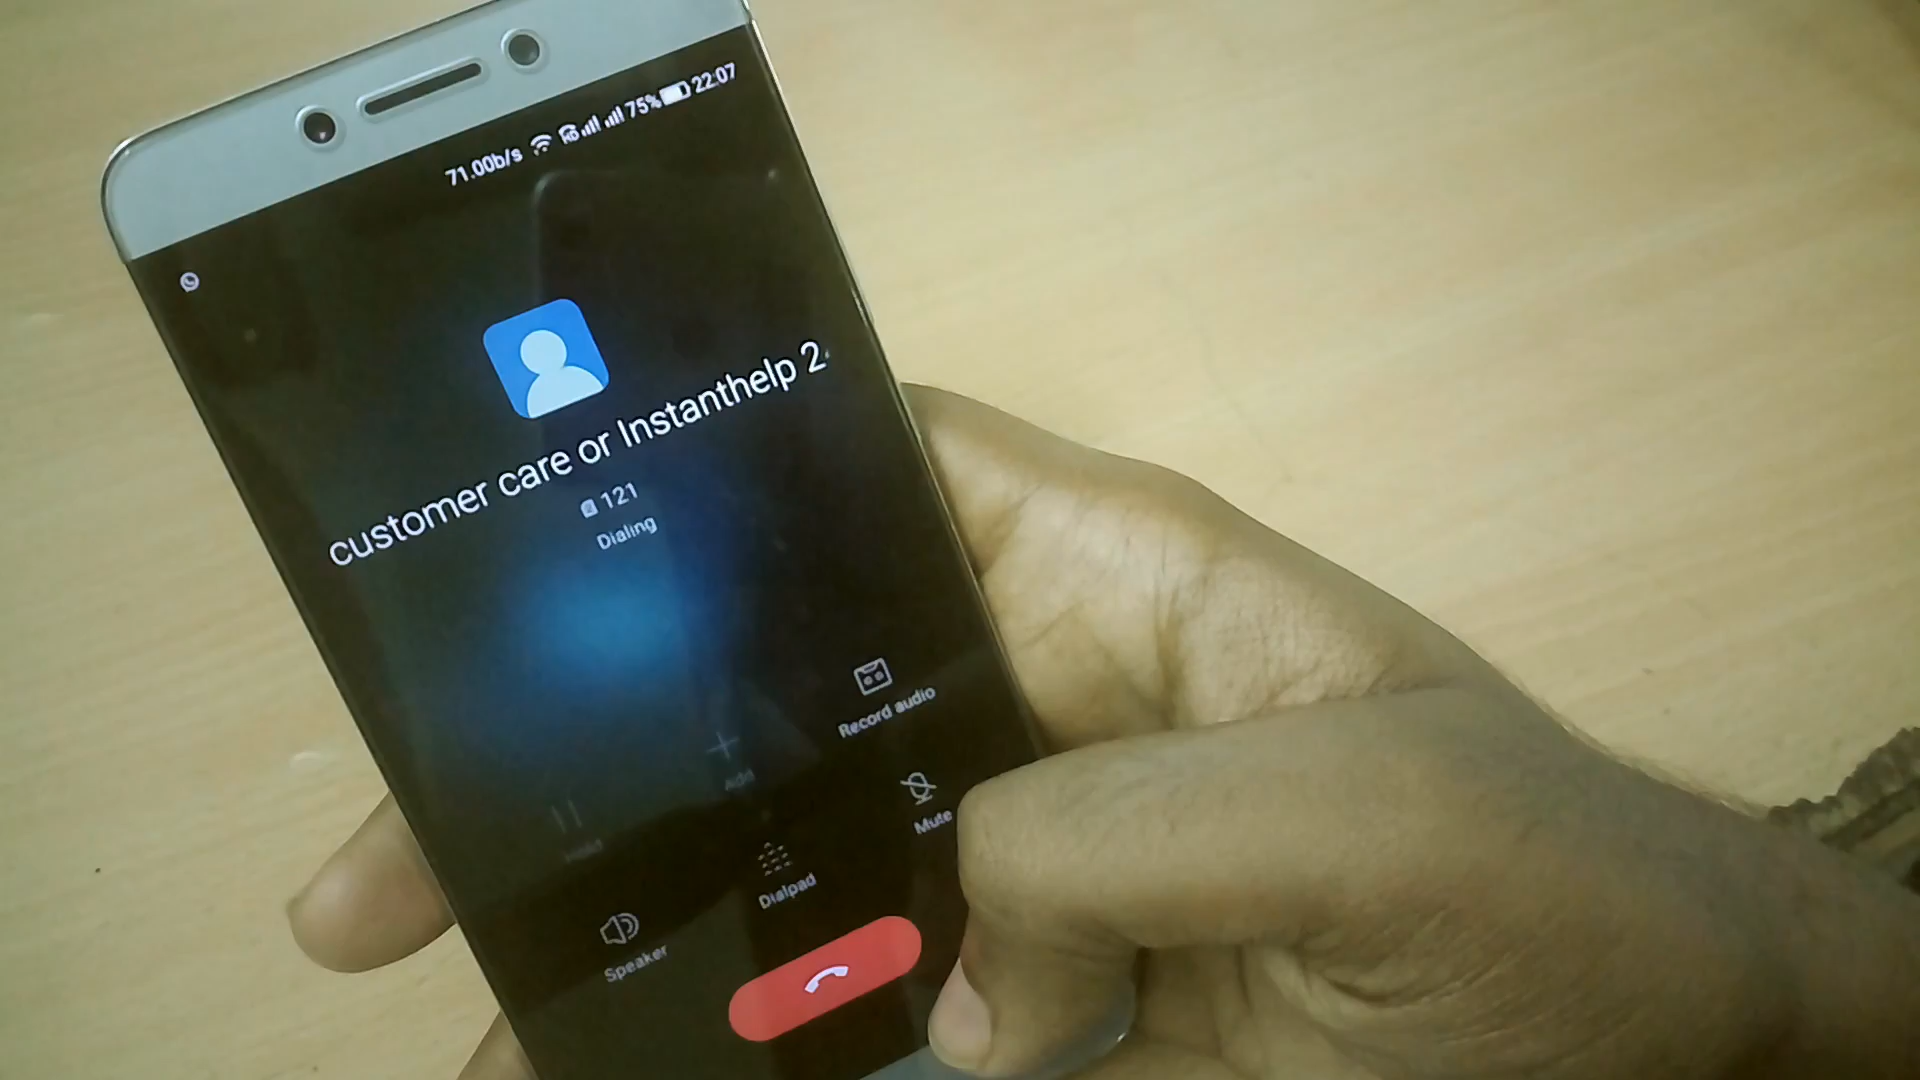 71.00b/s HD 75% 22:07
customer care or Instanthelp 2
121
Dialing
Record audio
Add
Hold
Mute
Dialpad
Speaker